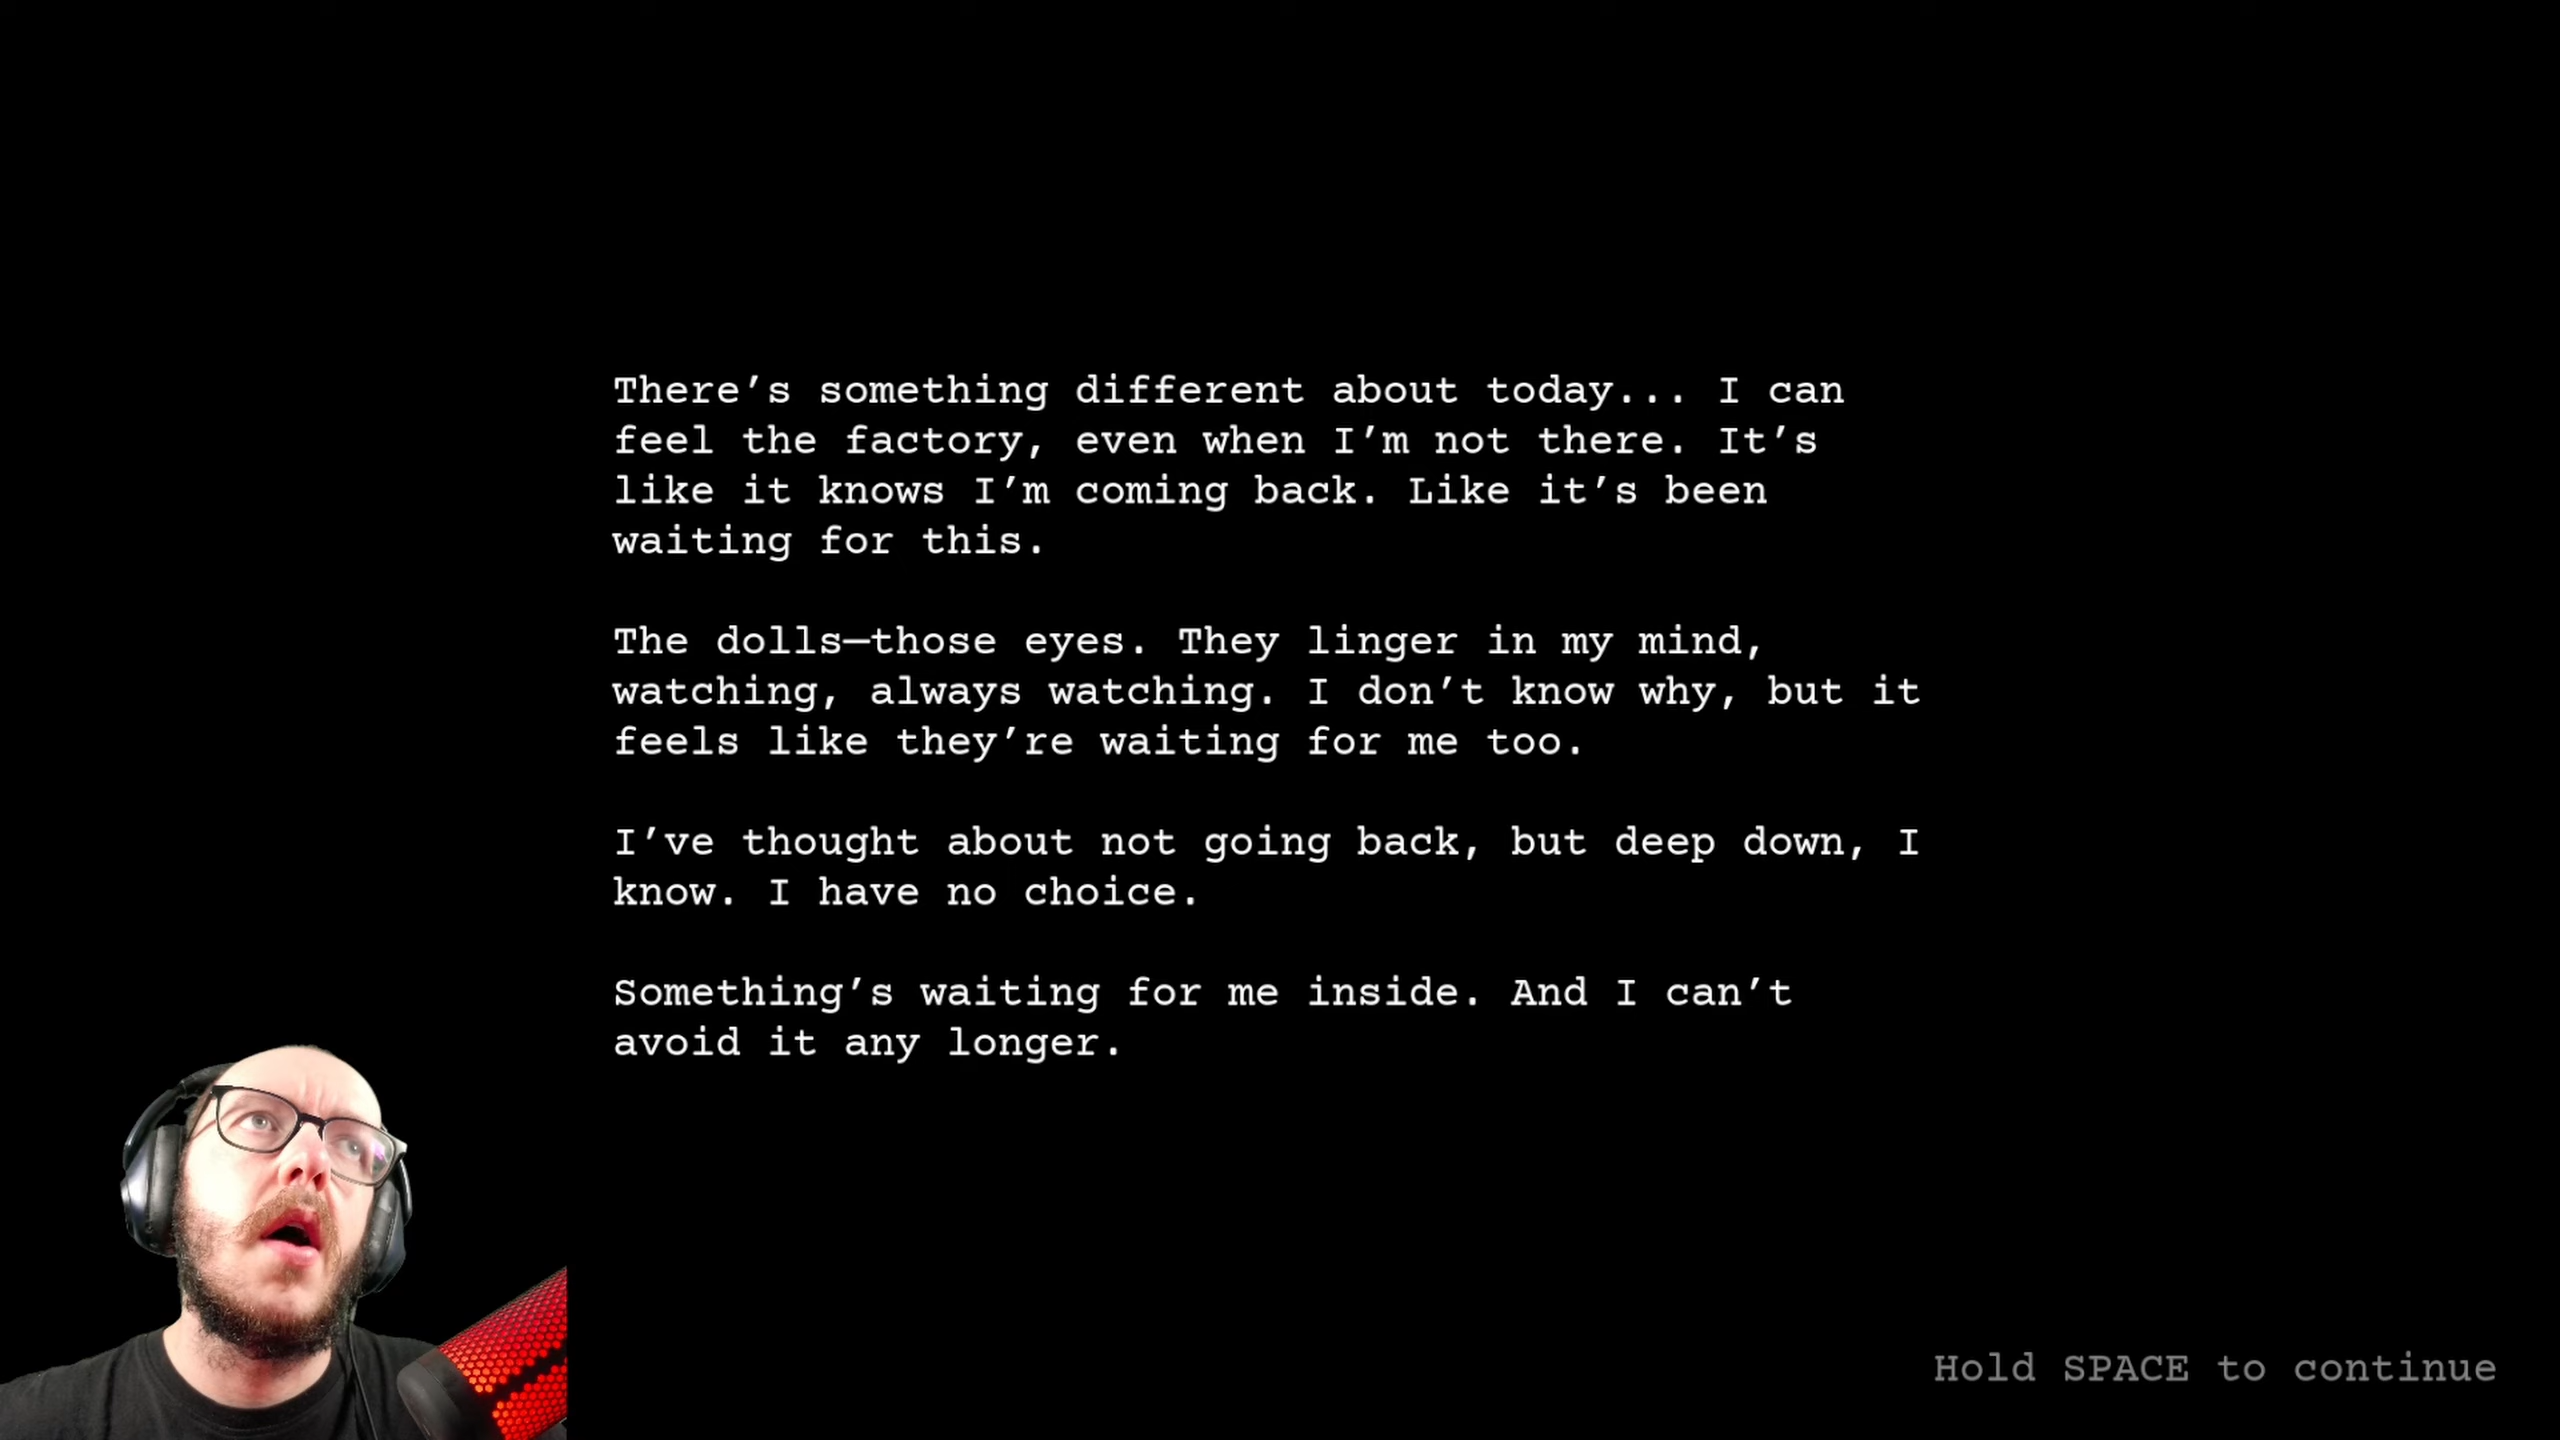 There’s something different about today... I can
feel the factory, even when I’m not there. It’s
like it knows I’m coming back. Like it’s been
waiting for this.
The dolls—those eyes. They linger in my mind,
watching, always watching. I don’t know why, but it
feels like they’re waiting for me too.
I’ve thought about not going back, but deep down, I
know. I have no choice.
Something’s waiting for me inside. And I can’t
avoid it any longer.
Hold SPACE to continue